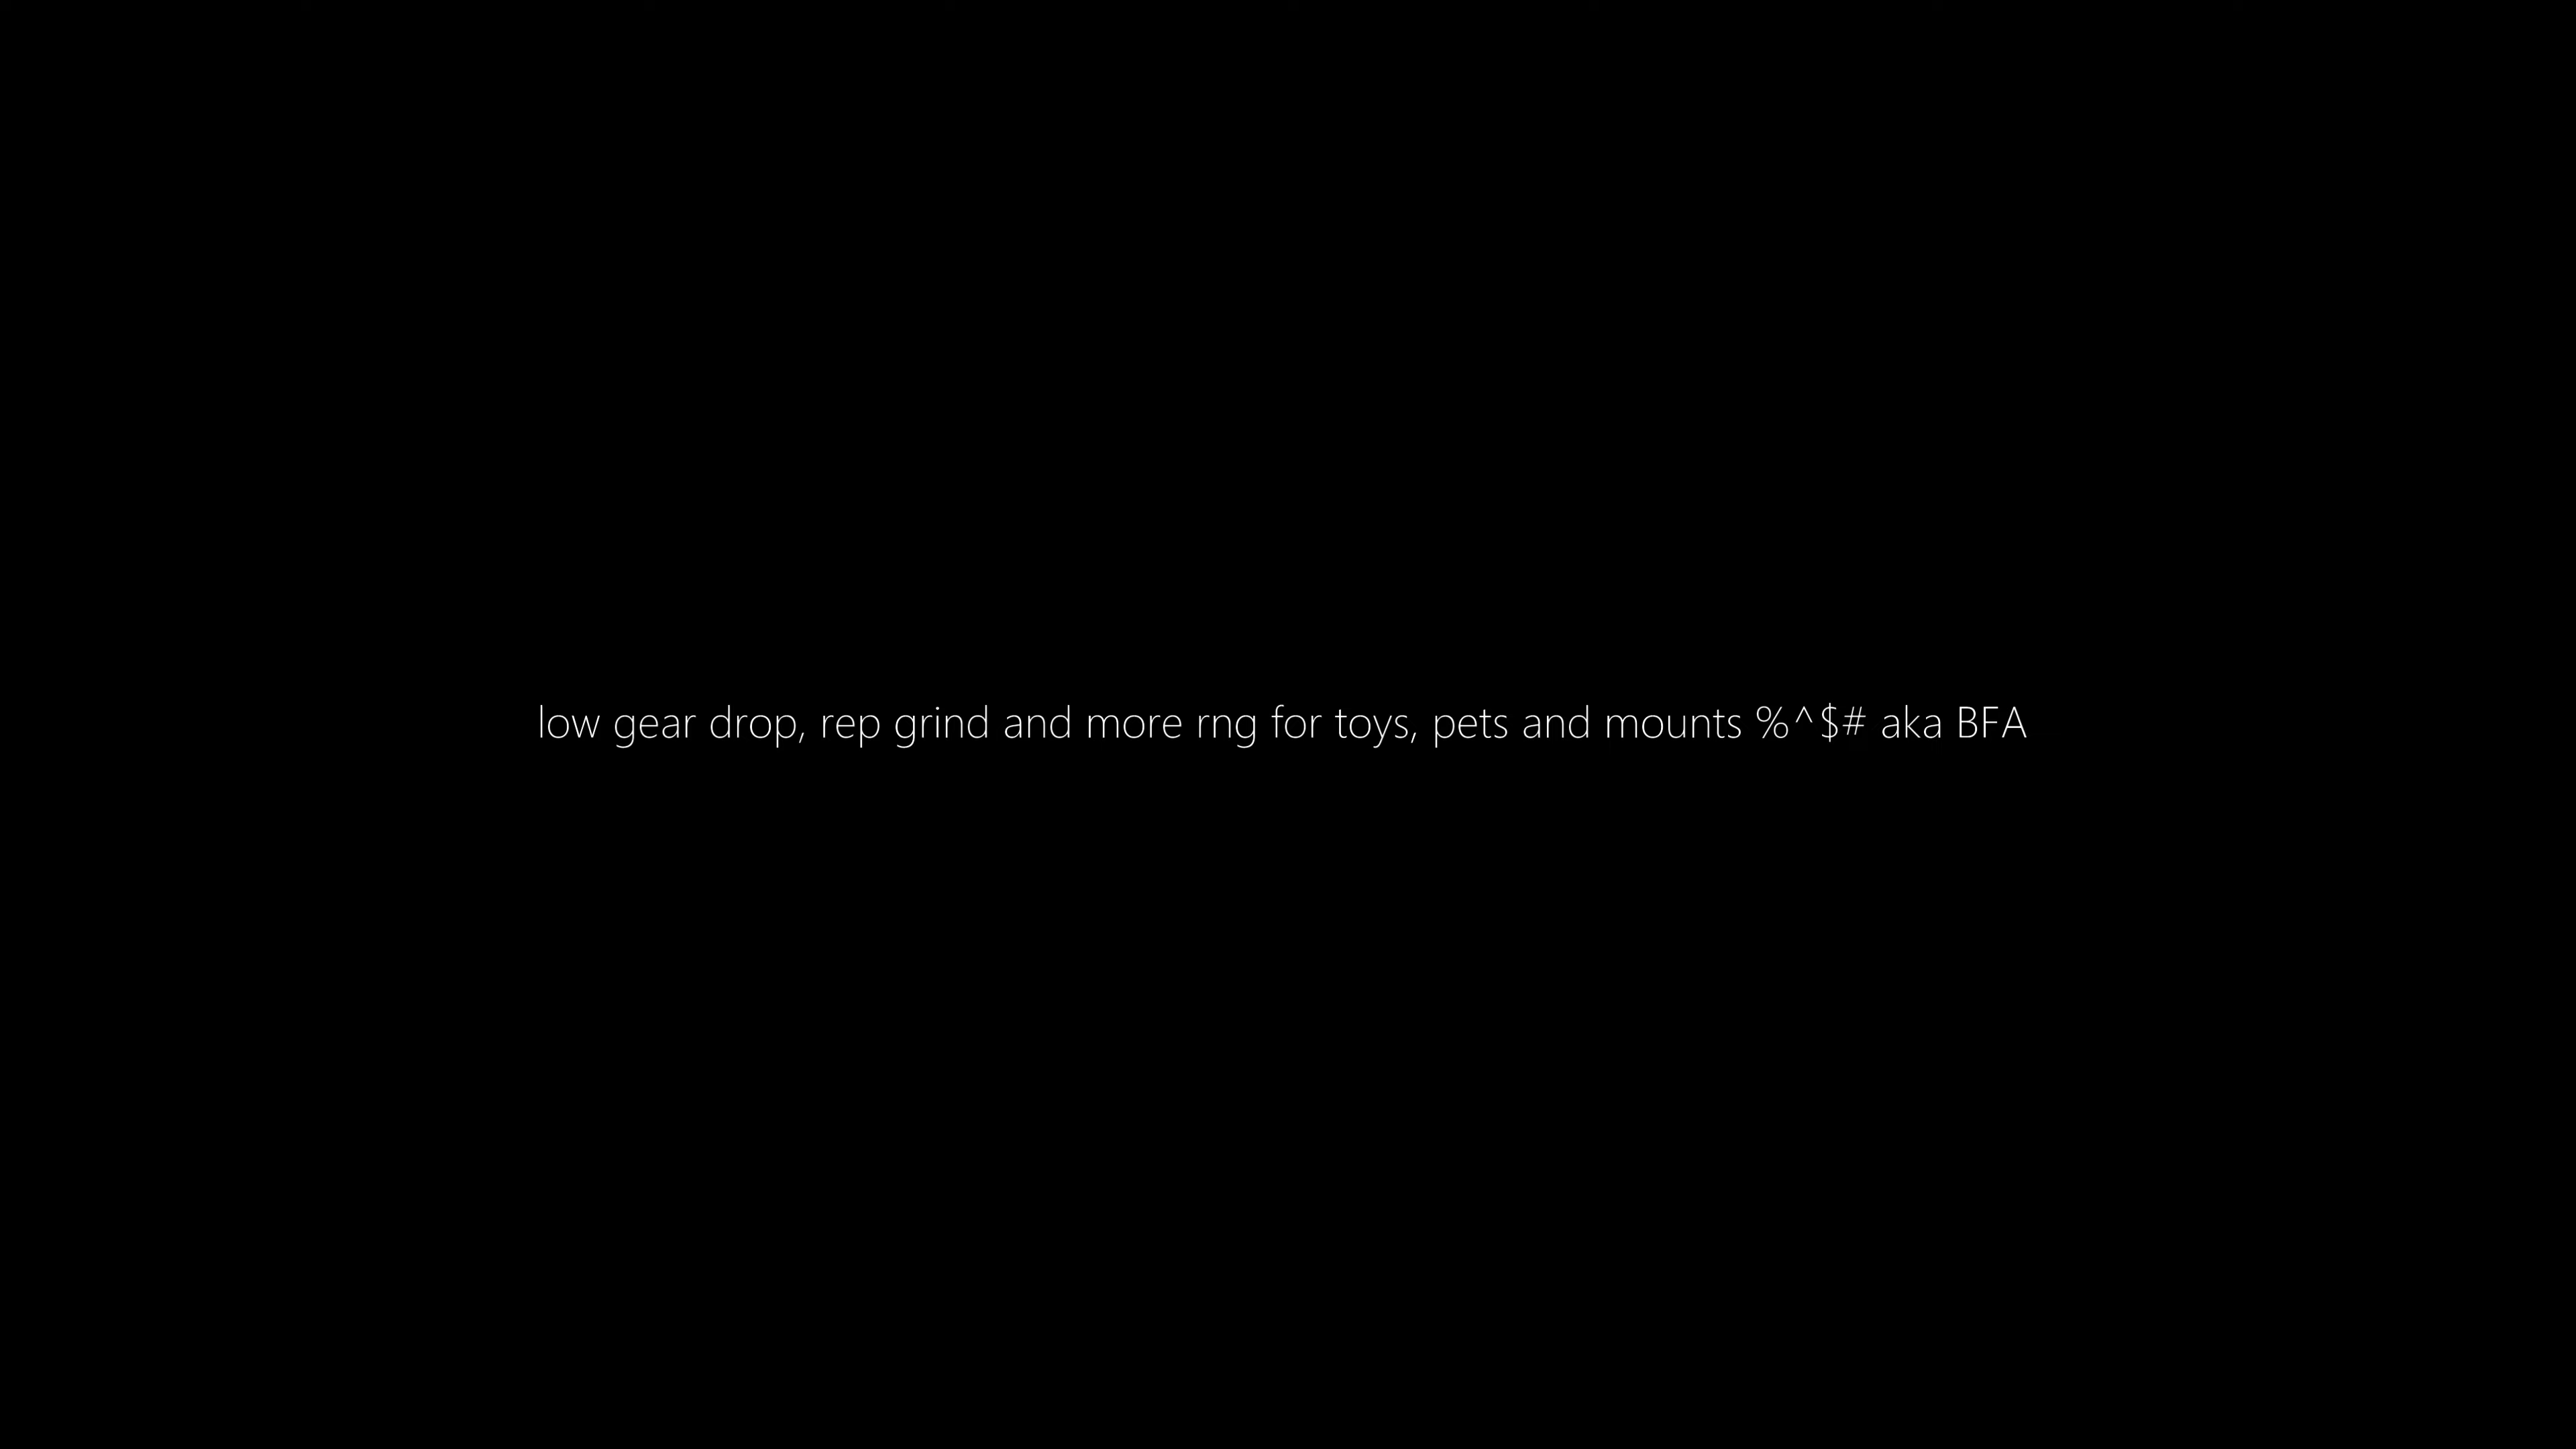 low gear drop, rep grind and more rng for toys, pets and mounts %^$# aka BFA